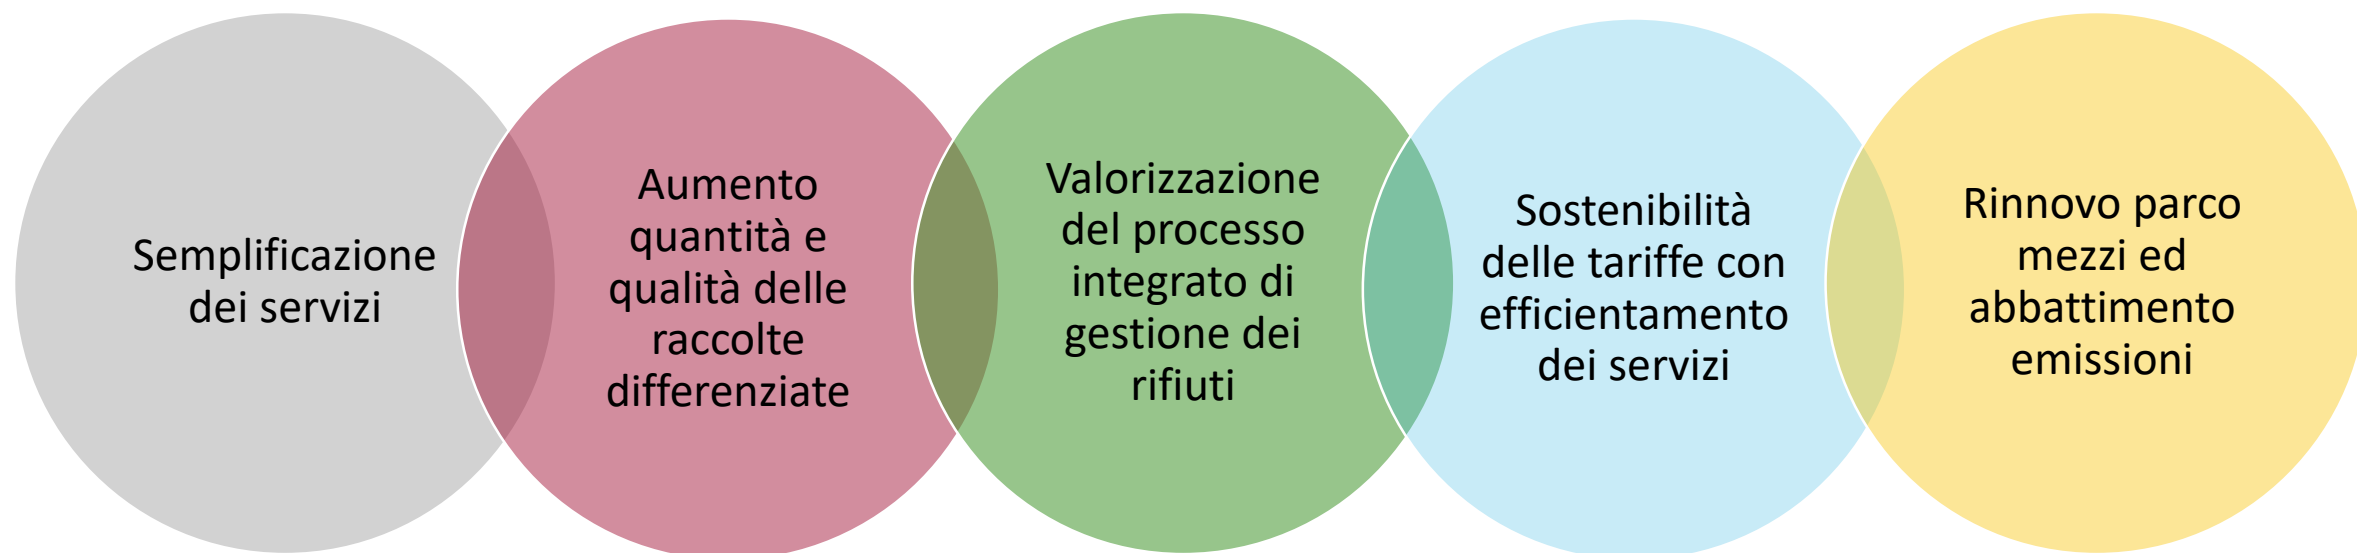 Semplificazione
dei servizi
Aumento
quantità e
qualità delle
raccolte
differenziate
Valorizzazione
del processo
integrato di
gestione dei
rifiuti
Sostenibilità
delle tariffe con
efficientamento
dei servizi
Rinnovo parco
mezzi ed
abbattimento
emissioni